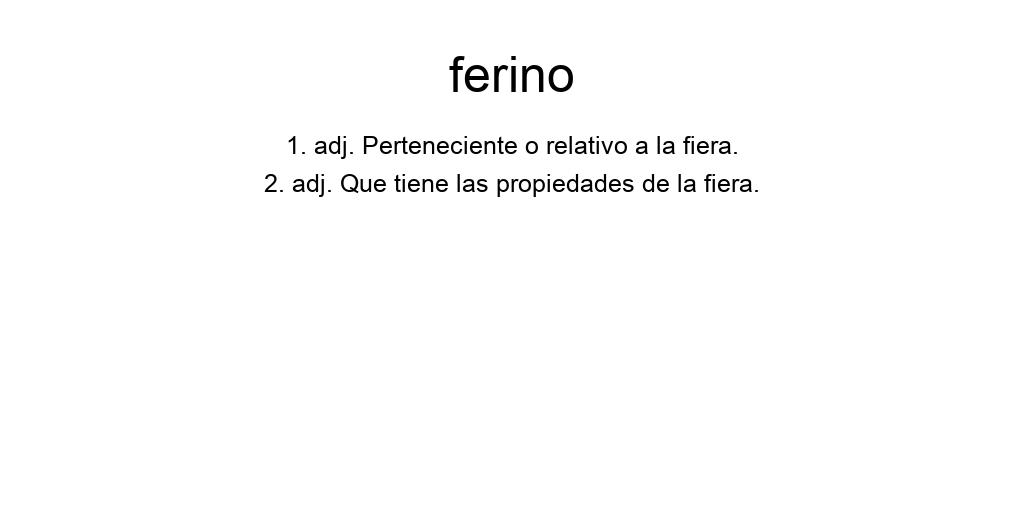 ferino
1. adj. Perteneciente o relativo a la fiera.
2. adj. Que tiene las propiedades de la fiera.